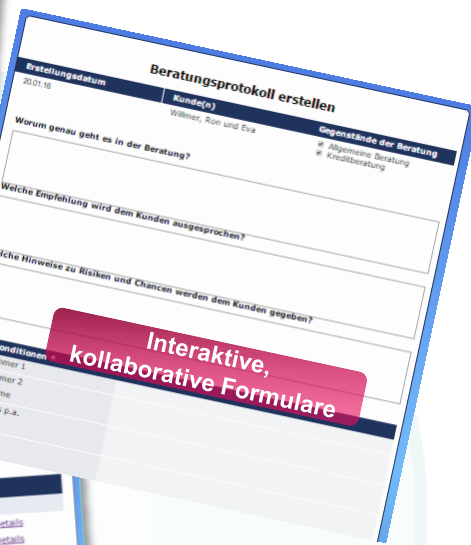 Beratungsprotokoll erstellen
Erstellungsdatum Kunde(n) Gegenstände der Beratung
20.01.16 Willmer, Ron und Eva Allgemeine Beratung
Kreditberatung
Worum genau geht es in der Beratung?
Welche Empfehlung wird dem Kunden ausgesprochen?
lche Hinweise zu Risiken und Chancen werden dem Kunden gegeben?
Interaktive,
kollaborative Formulare
onditionen
mer 1
mer 2
me
p.a.
etails
etails